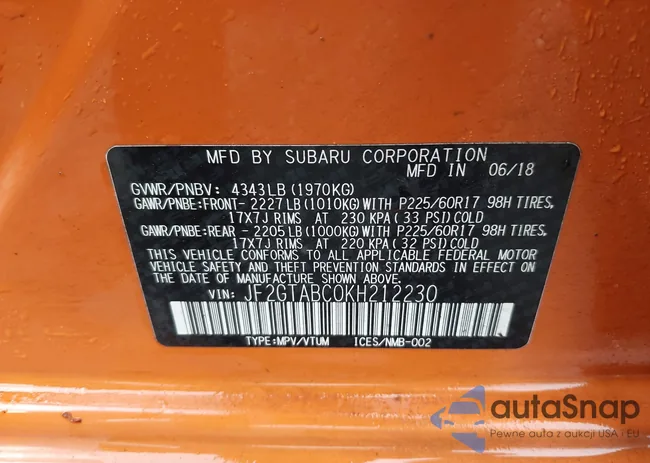 MFD BY SUBARU CORPORATION
MFD IN 06/18
GVWR/PNBV: 4343LB (1970KG)
GAWR/PNBE:FRONT- 2227LB (1010KG)WITH P225/60R17 98H TIRES,
17X7J RIMS AT 230 KPA (33 PSI)COLD
GAWR/PNBE:REAR - 2205LB (1000KG)WITH P225/60R17 98H TIRES,
17X7J RIMS AT 220 KPA (32 PSI)COLD
THIS VEHICLE CONFORMS TO ALL APPLICABLE FEDERAL MOTOR
VEHICLE SAFETY AND THEFT PREVENTION STANDARDS IN EFFECT ON
THE DATE OF MANUFACTURE SHOWN ABOVE.
VIN: JF2GTABC0KH212230
TYPE:MPV/VTUM ICES/NMB-002
autaSnap
Pewne auta z aukcji USA i EU